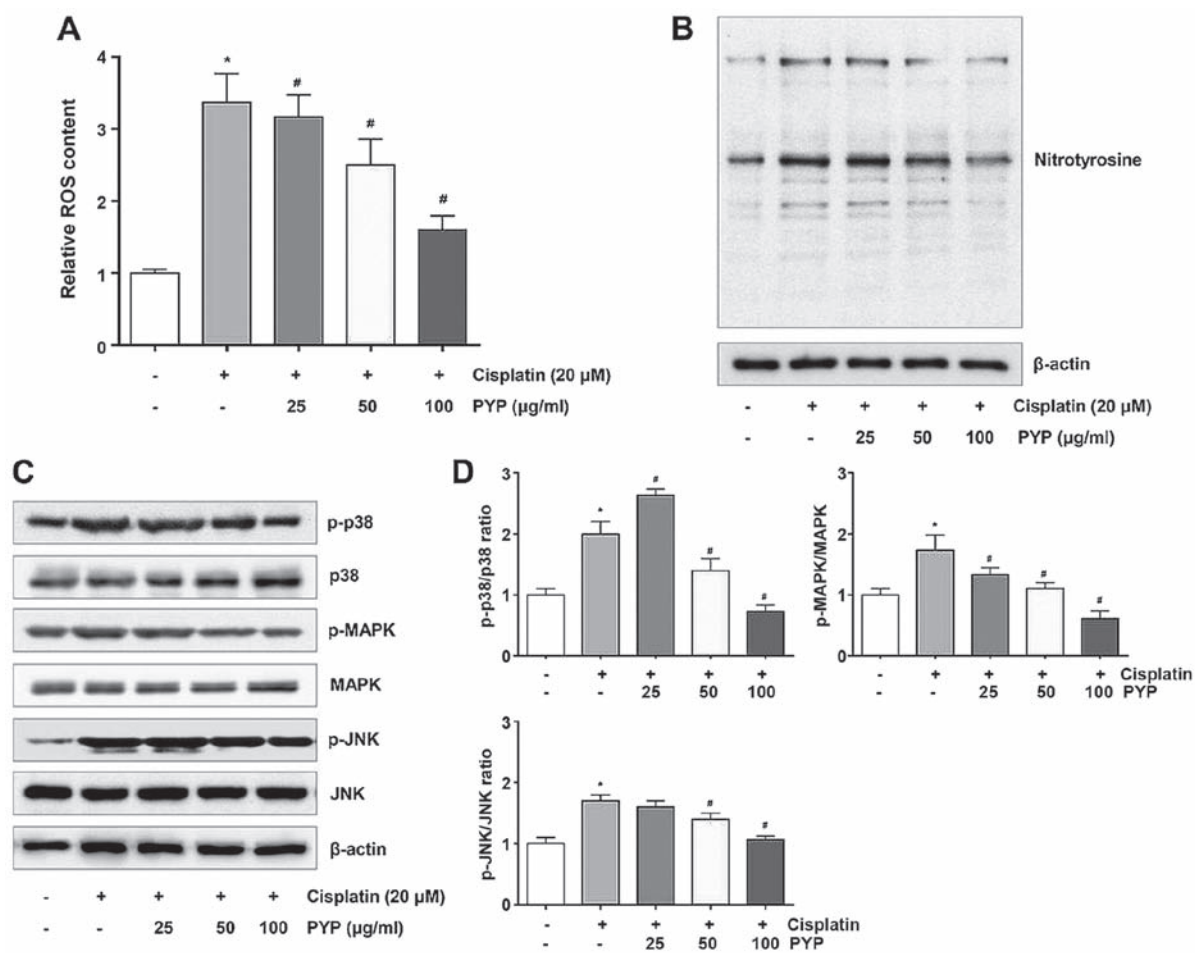 A
Relative ROS content
4
3
2
1
0
*
#
#
#
- + + + + Cisplatin (20 µM)
- - 25 50 100 PYP (µg/ml)
B
Nitrotyrosine
β-actin
- + + + + Cisplatin (20 µM)
- - 25 50 100 PYP (µg/ml)
C
p-p38
p38
p-MAPK
MAPK
p-JNK
JNK
β-actin
- + + + + Cisplatin (20 µM)
- - 25 50 100 PYP (µg/ml)
D
p-p38/p38 ratio
3
2
1
0
*
#
#
#
- + + + +
- - 25 50 100
p-MAPK/MAPK
3
2
1
0
*
#
#
#
- + + + + Cisplatin
- - 25 50 100 PYP
p-JNK/JNK ratio
3
2
1
0
*
#
#
- + + + + Cisplatin
- - 25 50 100 PYP